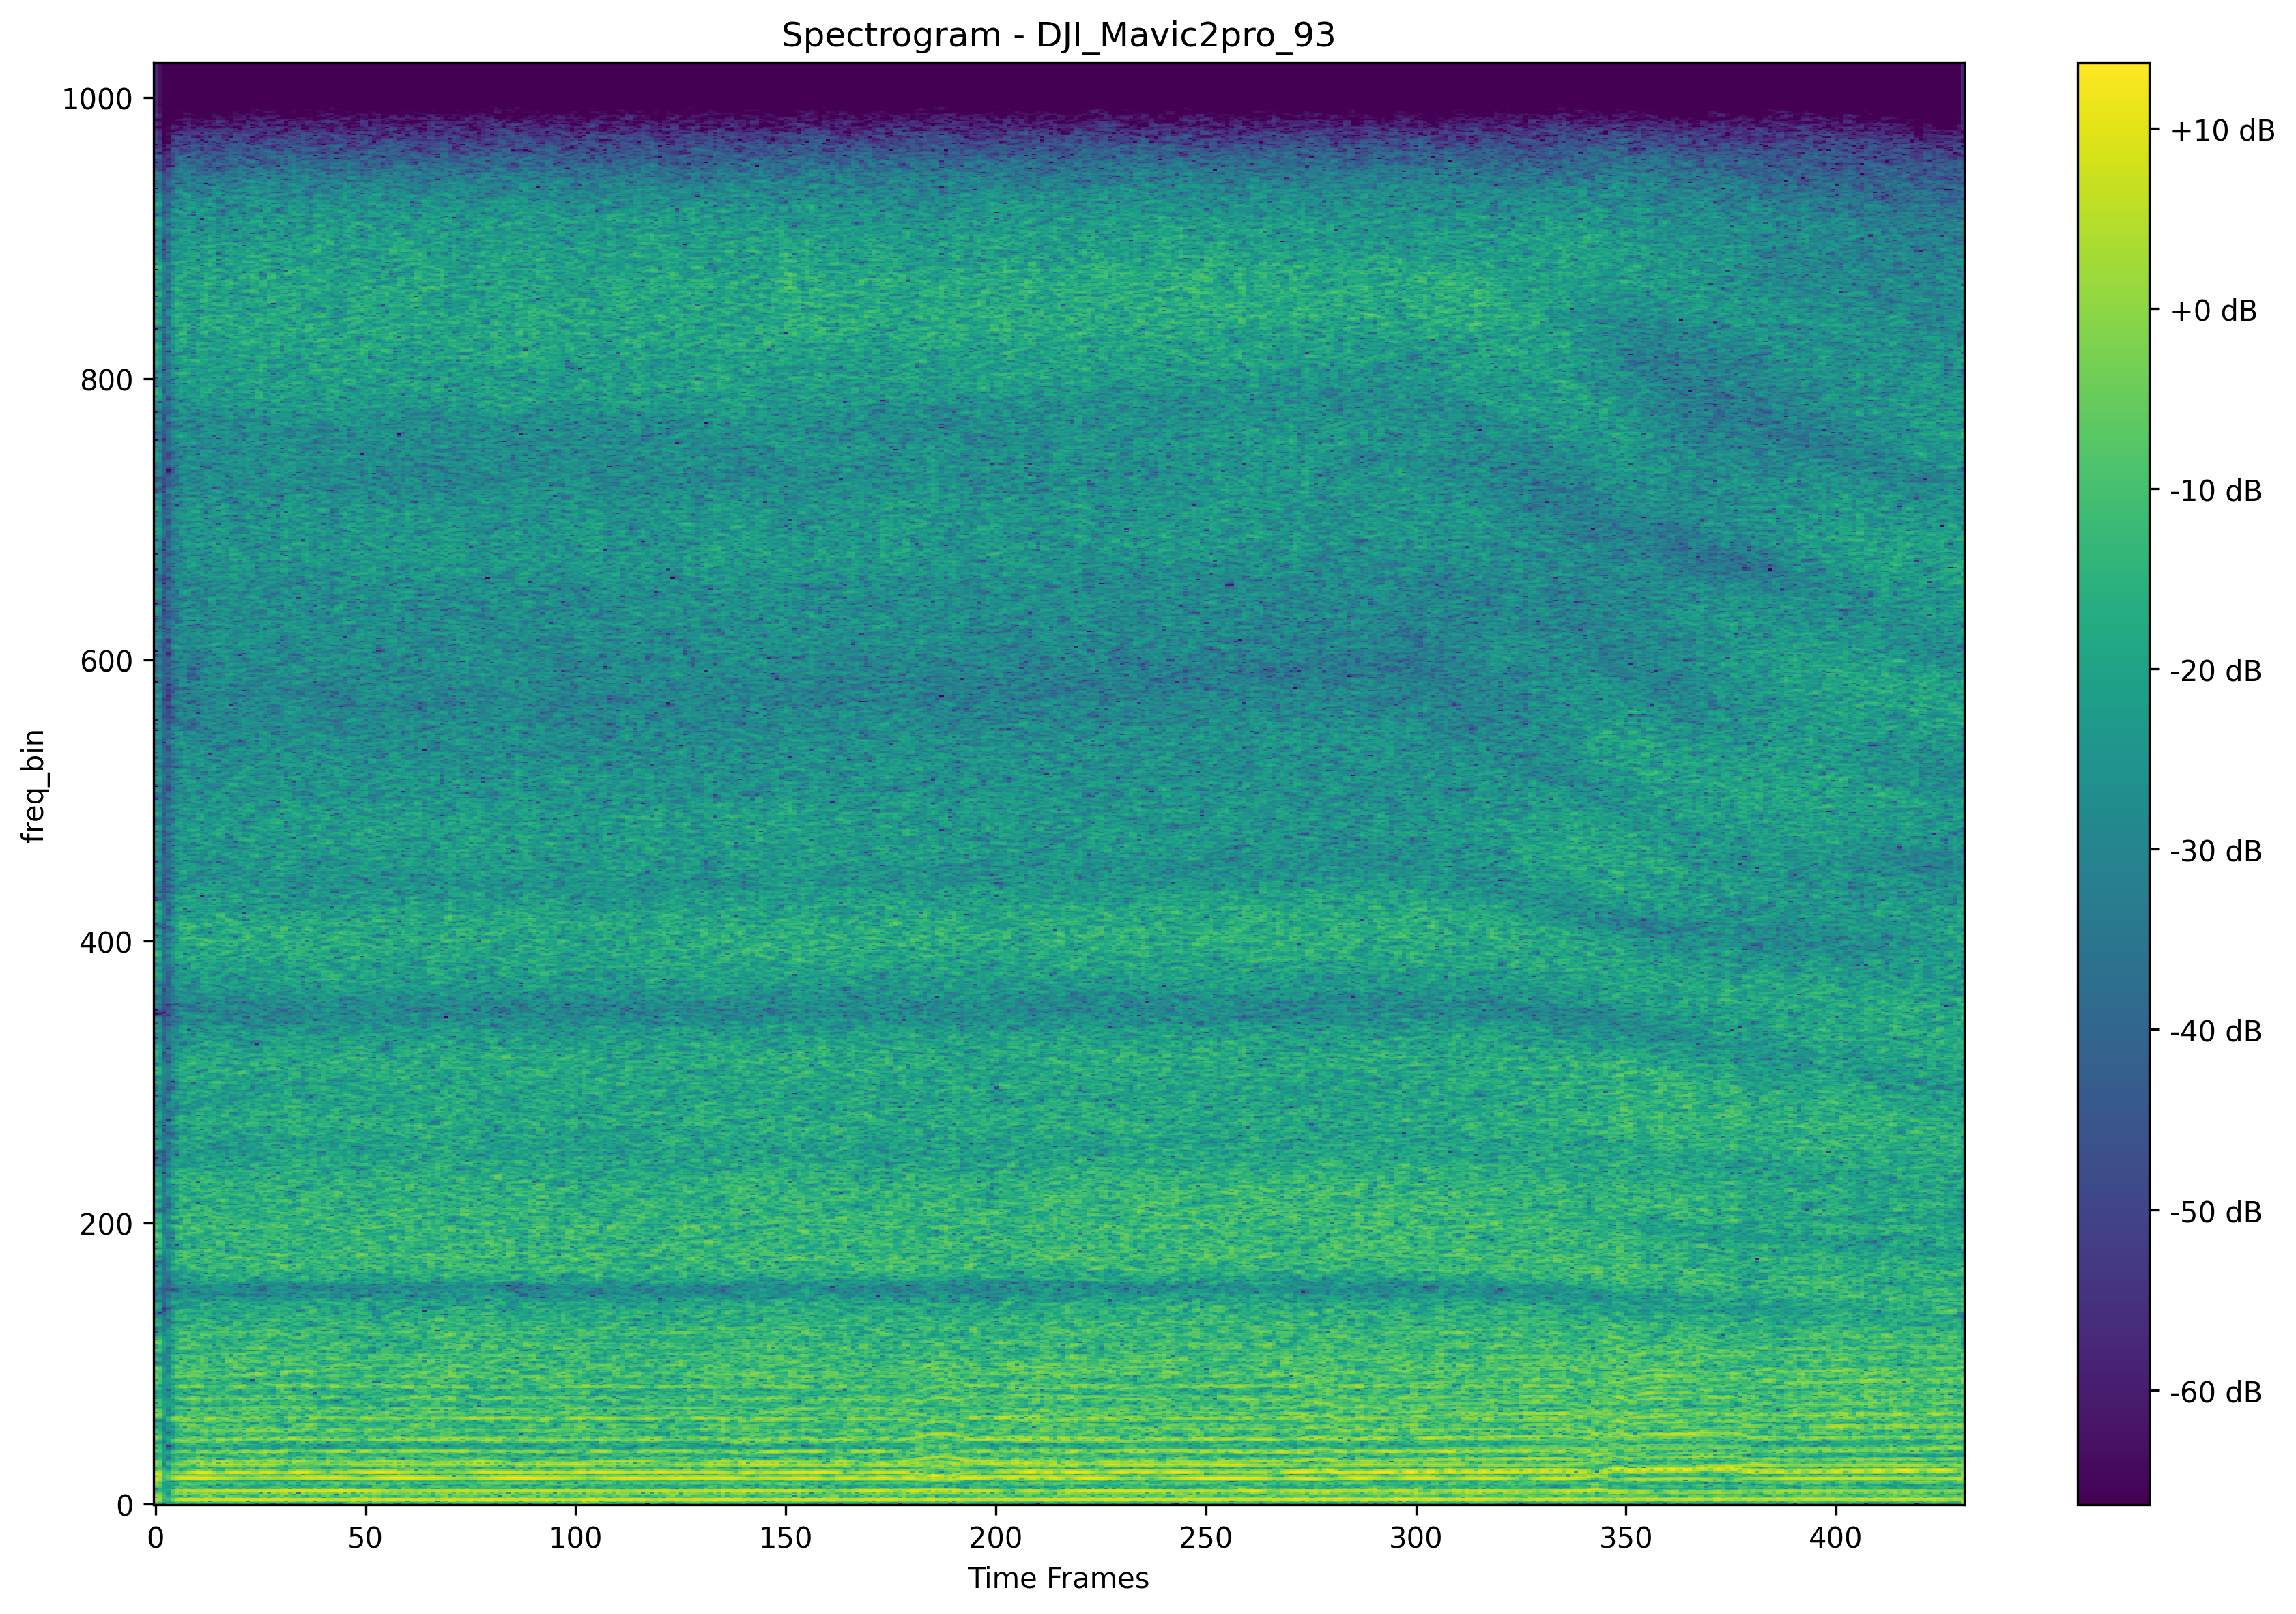 Spectrogram - DJI_Mavic2pro_93
1000
800
600
400
200
0
freq_bin
0 50 100 150 200 250 300 350 400
Time Frames
+10 dB
+0 dB
-10 dB
-20 dB
-30 dB
-40 dB
-50 dB
-60 dB